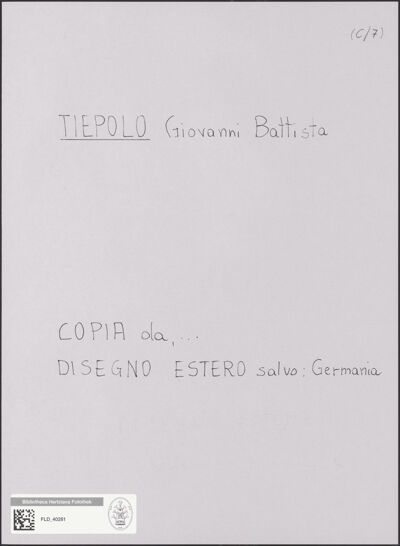 (C/7)
TIEPOLO Giovanni Battista
COPIA da,...
DISEGNO ESTERO salvo: Germania
Bibliotheca Hertziana Fotothek
FLD_40281